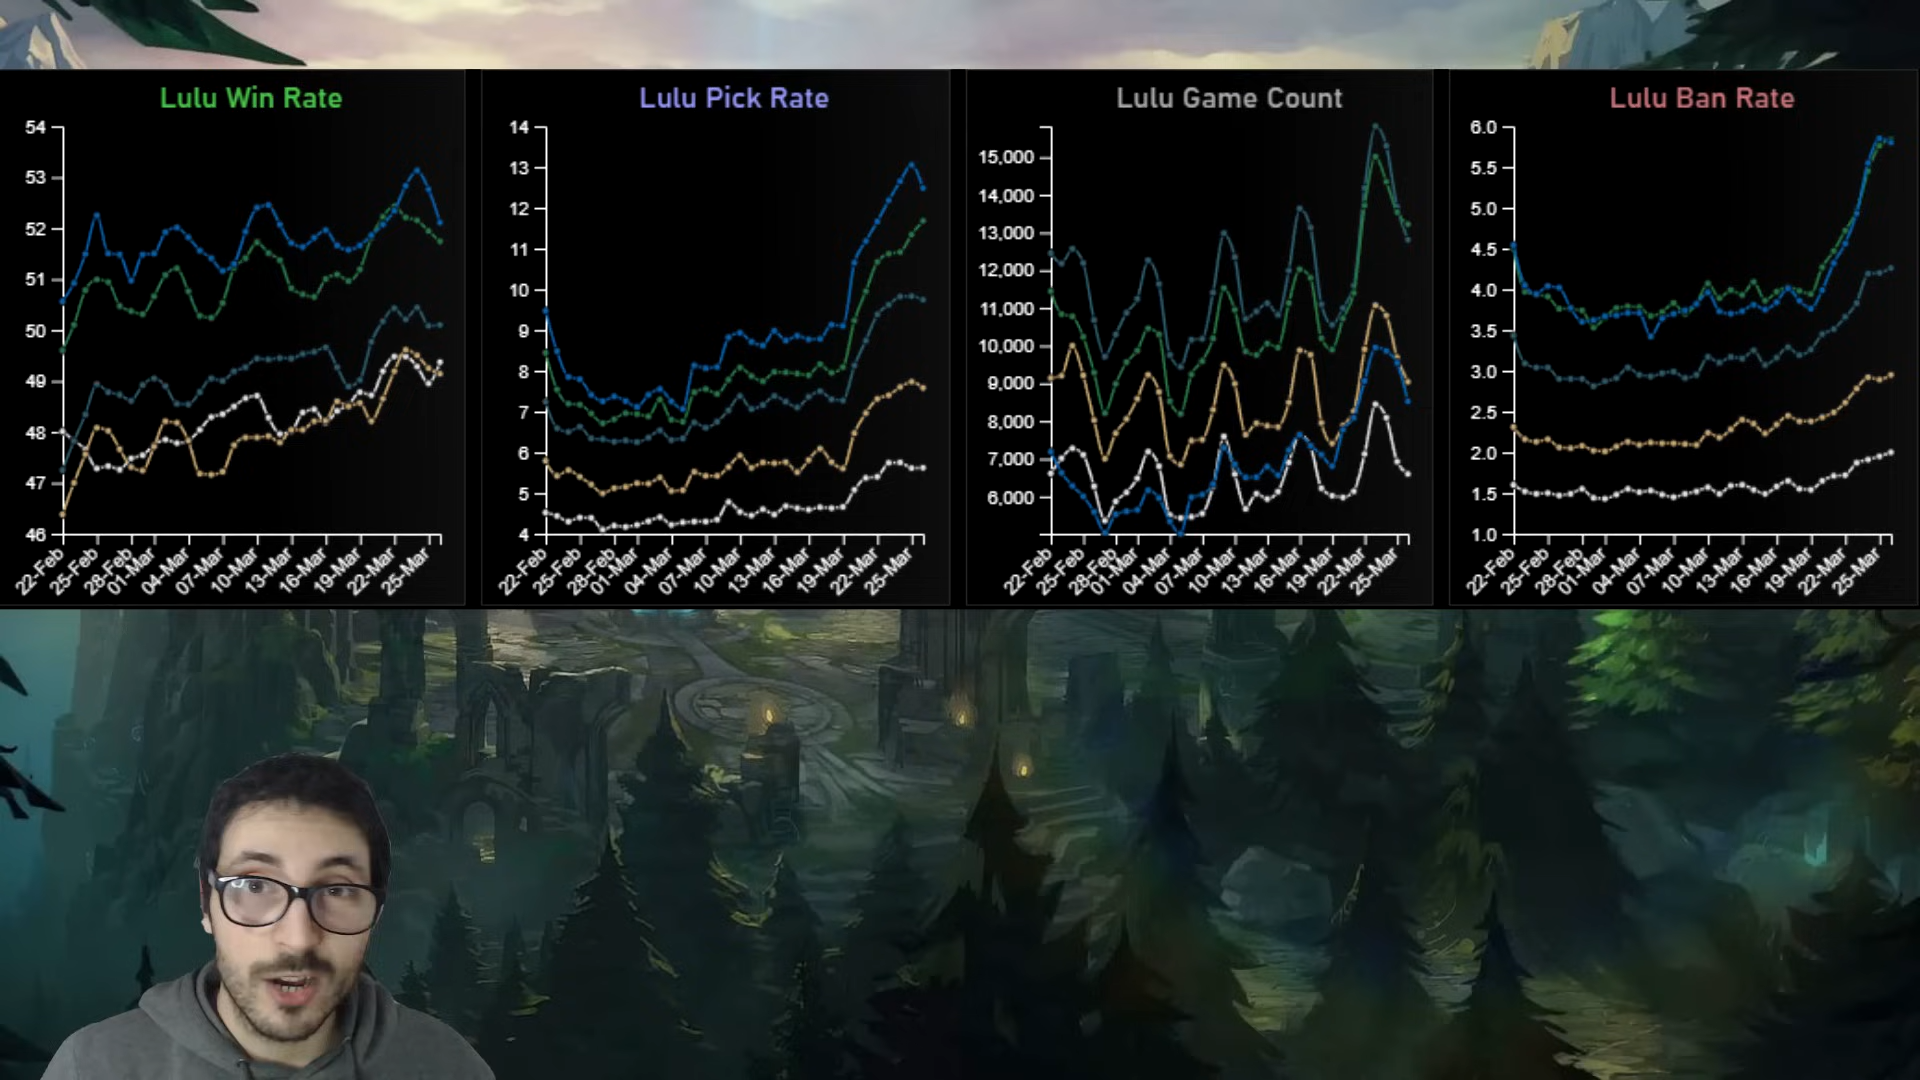 Lulu Win Rate
54
53
52
51
50
49
48
47
46
22-Feb
25-Feb
28-Feb
01-Mar
04-Mar
07-Mar
10-Mar
13-Mar
16-Mar
19-Mar
22-Mar
25-Mar
Lulu Pick Rate
14
13
12
11
10
9
8
7
6
5
4
22-Feb
25-Feb
28-Feb
01-Mar
04-Mar
07-Mar
10-Mar
13-Mar
16-Mar
19-Mar
22-Mar
25-Mar
Lulu Game Count
15,000
14,000
13,000
12,000
11,000
10,000
9,000
8,000
7,000
6,000
22-Feb
25-Feb
28-Feb
01-Mar
04-Mar
07-Mar
10-Mar
13-Mar
16-Mar
19-Mar
22-Mar
25-Mar
Lulu Ban Rate
6.0
5.5
5.0
4.5
4.0
3.5
3.0
2.5
2.0
1.5
1.0
22-Feb
25-Feb
28-Feb
01-Mar
04-Mar
07-Mar
10-Mar
13-Mar
16-Mar
19-Mar
22-Mar
25-Mar